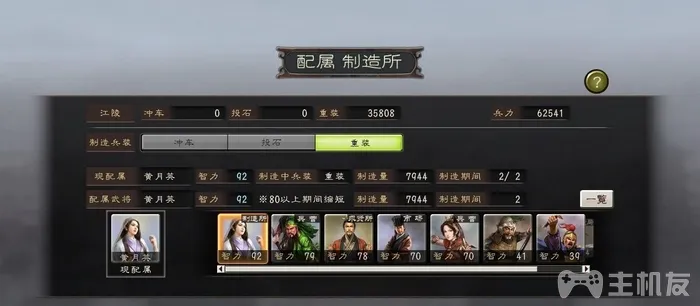 配属 制造所
?
江陵 冲车 0 投石 0 重装 35808 兵力 62541
制造兵装 冲车 投石 重装
现配属 黄月英 智力 92 制造中兵装 重装 制造量 7944 制造期间 2/ 2
配属武将 黄月英 智力 92 ※80以上期间缩短 制造量 7944 制造期间 2 一览
制造所 兵营 求贤所 市场 兵营
黄月英 智力 92 智力 79 智力 78 智力 70 智力 70 智力 41 智力 39
现配属
主机友